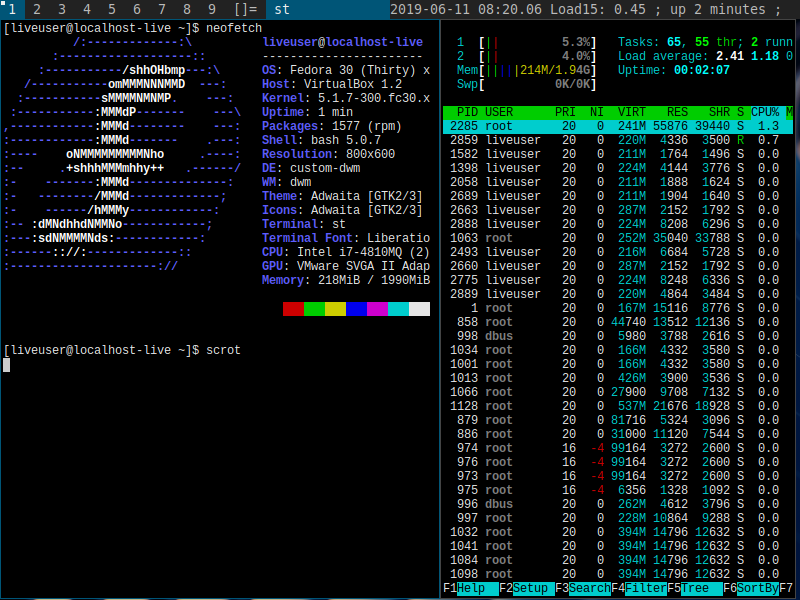 1 2 3 4 5 6 7 8 9 []= st 2019-06-11 08:20.06 Load15: 0.45 ; up 2 minutes ;
[liveuser@localhost-live ~]$ neofetch
/:-------------:\ liveuser@localhost-live
:-------------------:: -----------------------
:-----------/shhOHbmp---:\ OS: Fedora 30 (Thirty) x
/-----------omMMMNNNMMD ---: Host: VirtualBox 1.2
:-----------sMMMMNMNMP. ---: Kernel: 5.1.7-300.fc30.x
:-----------:MMMdP------- ---\ Uptime: 1 min
,------------:MMMd-------- ---: Packages: 1577 (rpm)
:------------:MMMd------- .---: Shell: bash 5.0.7
:---- oNMMMMMMMMMNho .----: Resolution: 800x600
:-- .+shhhMMMmhhy++ .------/ DE: custom-dwm
:- -------:MMMd--------------: WM: dwm
:- --------/MMMd-------------; Theme: Adwaita [GTK2/3]
:- ------/hMMMy------------: Icons: Adwaita [GTK2/3]
:-- :dMNdhhdNMMNo------------; Terminal: st
:---:sdNMMMMNds:------------: Terminal Font: Liberatio
:------:://:-------------:: CPU: Intel i7-4810MQ (2)
:---------------------:// GPU: VMware SVGA II Adap
Memory: 218MiB / 1990MiB
[liveuser@localhost-live ~]$ scrot
1 [|| 5.3%] Tasks: 65, 55 thr; 2 runn
2 [|| 4.0%] Load average: 2.41 1.18 0
Mem[|||||214M/1.94G] Uptime: 00:02:07
Swp[ 0K/0K]
PID USER PRI NI VIRT RES SHR S CPU% M
2285 root 20 0 241M 55876 39440 S 1.3
2859 liveuser 20 0 220M 4336 3500 R 0.7
1582 liveuser 20 0 211M 1764 1496 S 0.0
1398 liveuser 20 0 224M 4144 3776 S 0.0
2058 liveuser 20 0 211M 1888 1624 S 0.0
2689 liveuser 20 0 211M 1904 1640 S 0.0
2663 liveuser 20 0 287M 2152 1792 S 0.0
2888 liveuser 20 0 224M 8208 6296 S 0.0
1063 root 20 0 252M 35040 33788 S 0.0
2493 liveuser 20 0 216M 6684 5728 S 0.0
2660 liveuser 20 0 287M 2152 1792 S 0.0
2775 liveuser 20 0 224M 8248 6336 S 0.0
2889 liveuser 20 0 220M 4864 3484 S 0.0
1 root 20 0 167M 15116 8776 S 0.0
858 root 20 0 44740 13512 12136 S 0.0
998 dbus 20 0 5980 3788 2616 S 0.0
1034 root 20 0 166M 4332 3580 S 0.0
1001 root 20 0 166M 4332 3580 S 0.0
1013 root 20 0 426M 3900 3536 S 0.0
1067 root 20 0 27900 9708 7132 S 0.0
1128 root 20 0 537M 21676 18928 S 0.0
879 root 20 0 81716 5324 3096 S 0.0
886 root 20 0 31000 11120 7544 S 0.0
974 root 16 -4 99164 3272 2600 S 0.0
976 root 16 -4 99164 3272 2600 S 0.0
973 root 16 -4 99164 3272 2600 S 0.0
975 root 16 -4 6356 1328 1092 S 0.0
996 dbus 20 0 262M 4612 3796 S 0.0
997 root 20 0 228M 10864 9288 S 0.0
1032 root 20 0 394M 14796 12632 S 0.0
1041 root 20 0 394M 14796 12632 S 0.0
1084 root 20 0 394M 14796 12632 S 0.0
1098 root 20 0 394M 14796 12632 S 0.0
F1Help F2Setup F3SearchF4FilterF5Tree F6SortByF7